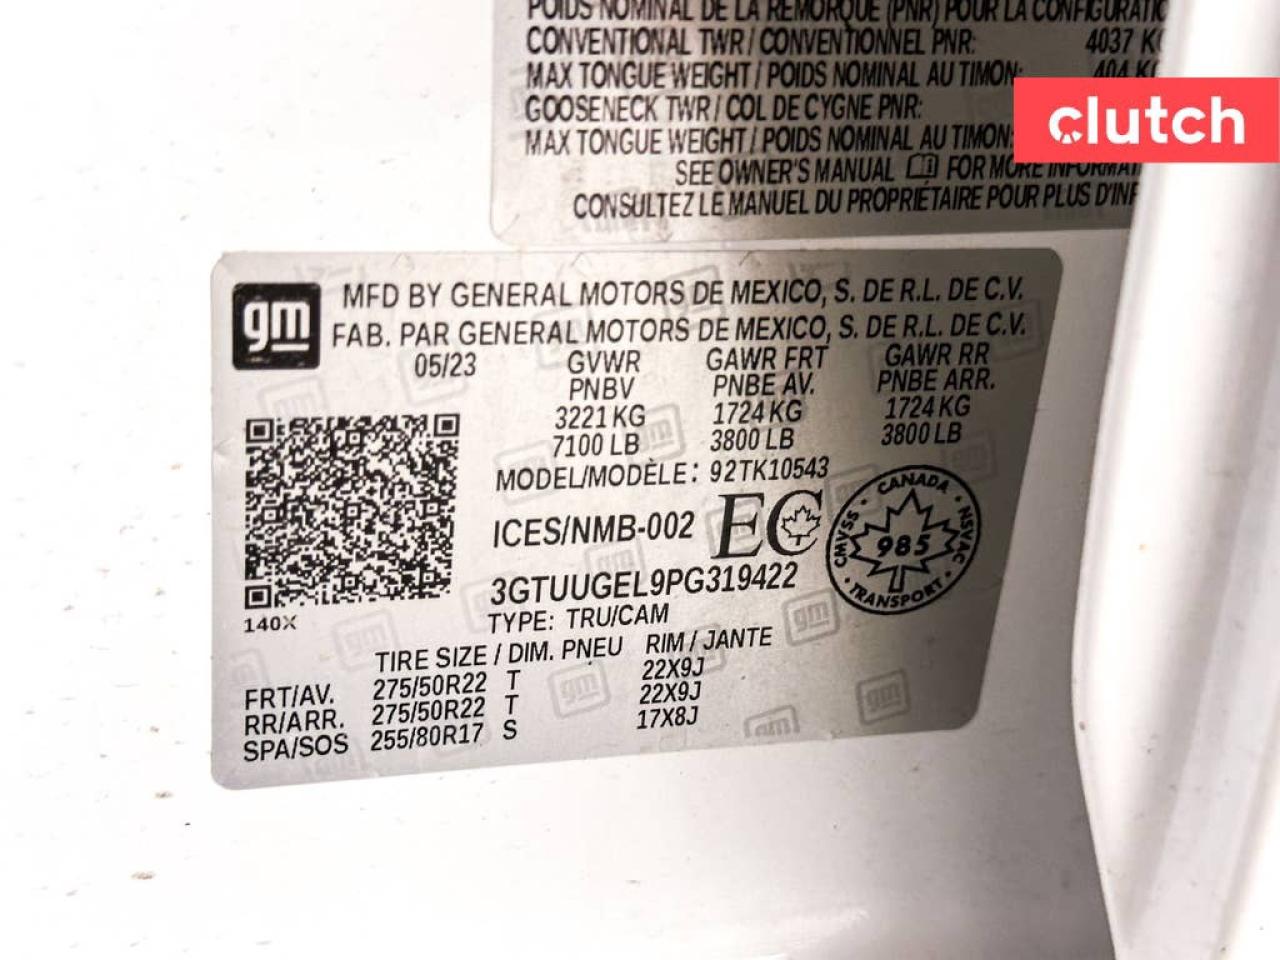 POIDS NOMINAL DE LA REMORQUE (PNR) POUR LA
CONVENTIONAL TWR / CONVENTIONNEL PNR: 4037
MAX TONGUE WEIGHT / POIDS NOMINAL AU TIMON: 404 KG
GOOSENECK TWR / COL DE CYGNE PNR:
MAX TONGUE WEIGHT / POIDS NOMINAL AU TIMON:
SEE OWNER'S MANUAL FOR MORE
CONSULTEZ LE MANUEL DU PROPRIÉTAIRE POUR PLUS
clutch
gm
MFD BY GENERAL MOTORS DE MEXICO, S. DE R.L. DE C.V.
FAB. PAR GENERAL MOTORS DE MEXICO, S. DE R.L. DE C.V.
05/23 GVWR GAWR FRT GAWR RR
PNBV PNBE AV. PNBE ARR.
3221 KG 1724 KG 1724 KG
7100 LB 3800 LB 3800 LB
MODEL/MODÈLE: 92TK10543
ICES/NMB-002 EC
CANADA
CMVSS 985 NSVAC
TRANSPORT
3GTUUGEL9PG319422
140X
TYPE: TRU/CAM
TIRE SIZE / DIM. PNEU RIM / JANTE
FRT/AV. 275/50R22 T 22X9J
RR/ARR. 275/50R22 T 22X9J
SPA/SOS 255/80R17 S 17X8J